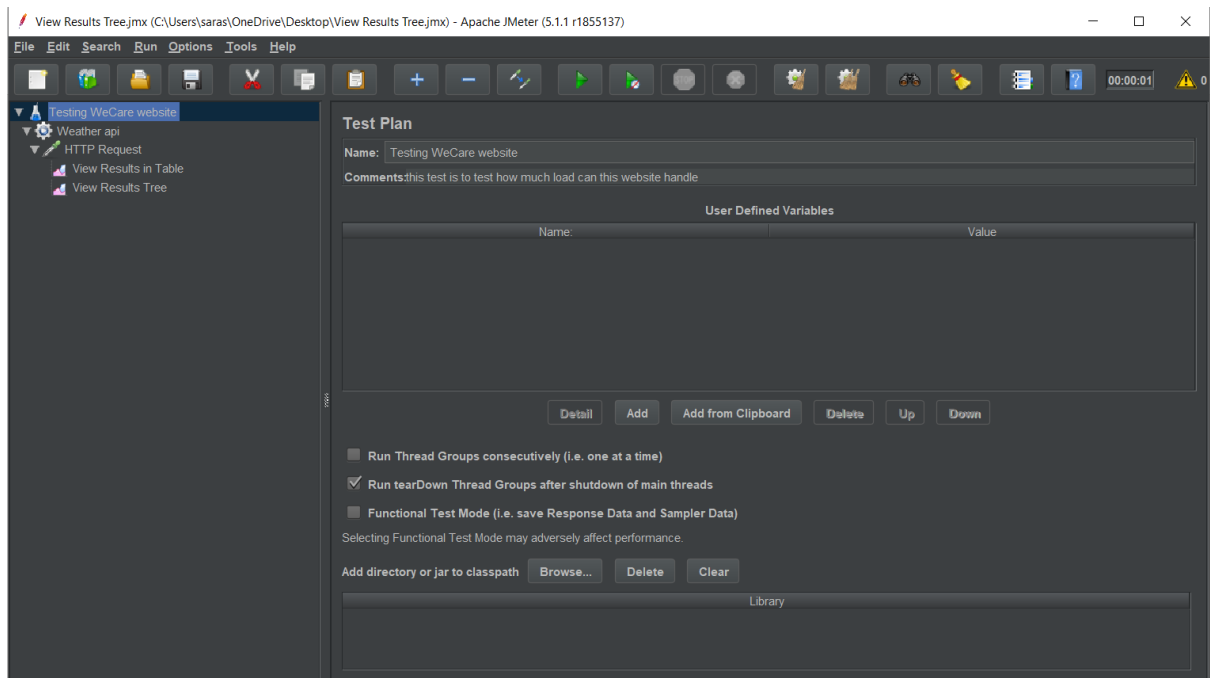 View Results Tree.jmx (C:\Users\saras\OneDrive\Desktop\View Results Tree.jmx) - Apache JMeter (5.1.1 r1855137)
File Edit Search Run Options Tools Help
00:00:01 0
Testing WeCare website
Weather api
HTTP Request
View Results in Table
View Results Tree
Test Plan
Name: Testing WeCare website
Comments:this test is to test how much load can this website handle
User Defined Variables
Name: Value
Detail Add Add from Clipboard Delete Up Down
Run Thread Groups consecutively (i.e. one at a time)
Run tearDown Thread Groups after shutdown of main threads
Functional Test Mode (i.e. save Response Data and Sampler Data)
Selecting Functional Test Mode may adversely affect performance.
Add directory or jar to classpath Browse... Delete Clear
Library